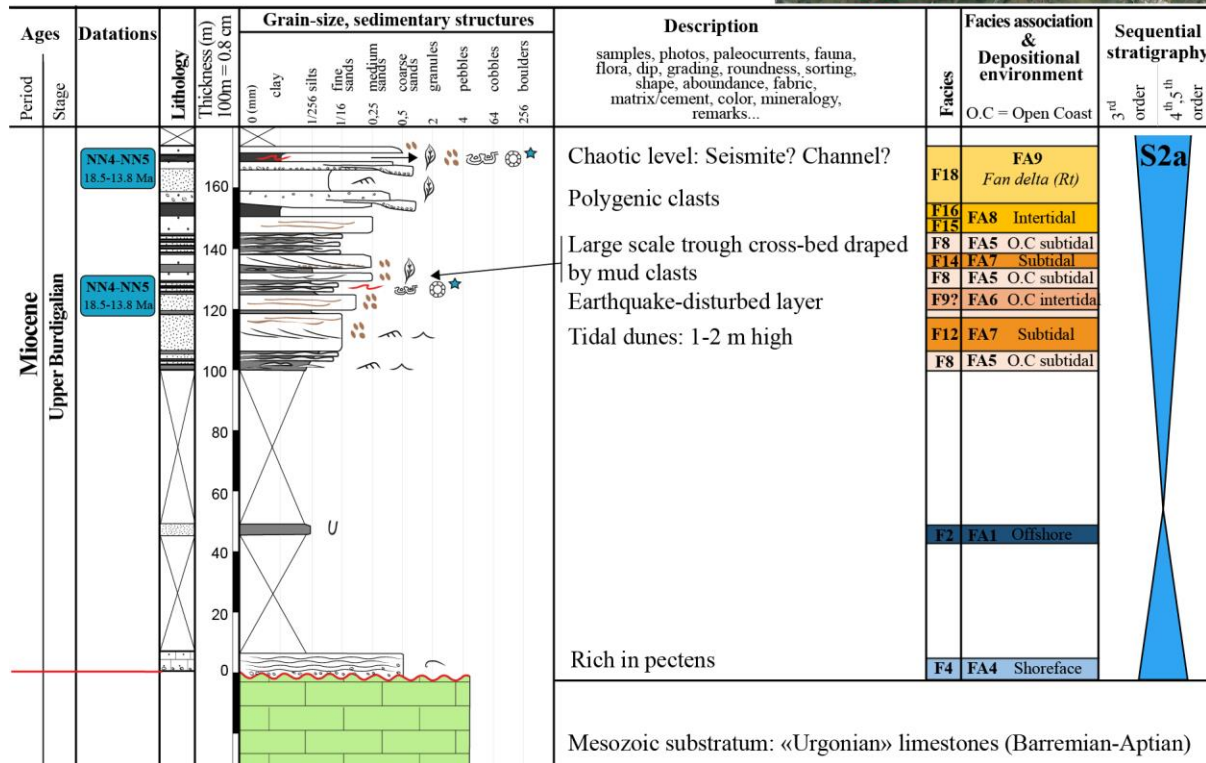 Ages
Period
Stage
Datations
Lithology
Thickness (m)
100m = 0.8 cm
Grain-size, sedimentary structures
0 (mm)
clay
1/256
silts
1/16
fine
sands
0,25
medium
sands
0,5
coarse
sands
2
granules
4
pebbles
64
cobbles
256
boulders
Description
samples, photos, paleocurrents, fauna,
flora, dip, grading, roundness, sorting,
shape, aboundance, fabric,
matrix/cement, color, mineralogy,
remarks...
Facies
Facies association
&
Depositional
environment
O.C = Open Coast
Sequential
stratigraphy
3rd
order
4th,5th
order
Miocene
Upper Burdigalian
NN4-NN5
18.5-13.8 Ma
NN4-NN5
18.5-13.8 Ma
160
140
120
100
80
60
40
20
0
Chaotic level: Seismite? Channel?
Polygenic clasts
Large scale trough cross-bed draped
by mud clasts
Earthquake-disturbed layer
Tidal dunes: 1-2 m high
Rich in pectens
Mesozoic substratum: «Urgonian» limestones (Barremian-Aptian)
F18 FA9
Fan delta (Rt)
F16
F15
FA8 Intertidal
F8 FA5 O.C subtidal
F14 FA7 Subtidal
F8 FA5 O.C subtidal
F9? FA6 O.C intertidal
F12 FA7 Subtidal
F8 FA5 O.C subtidal
F2 FA1 Offshore
F4 FA4 Shoreface
S2a